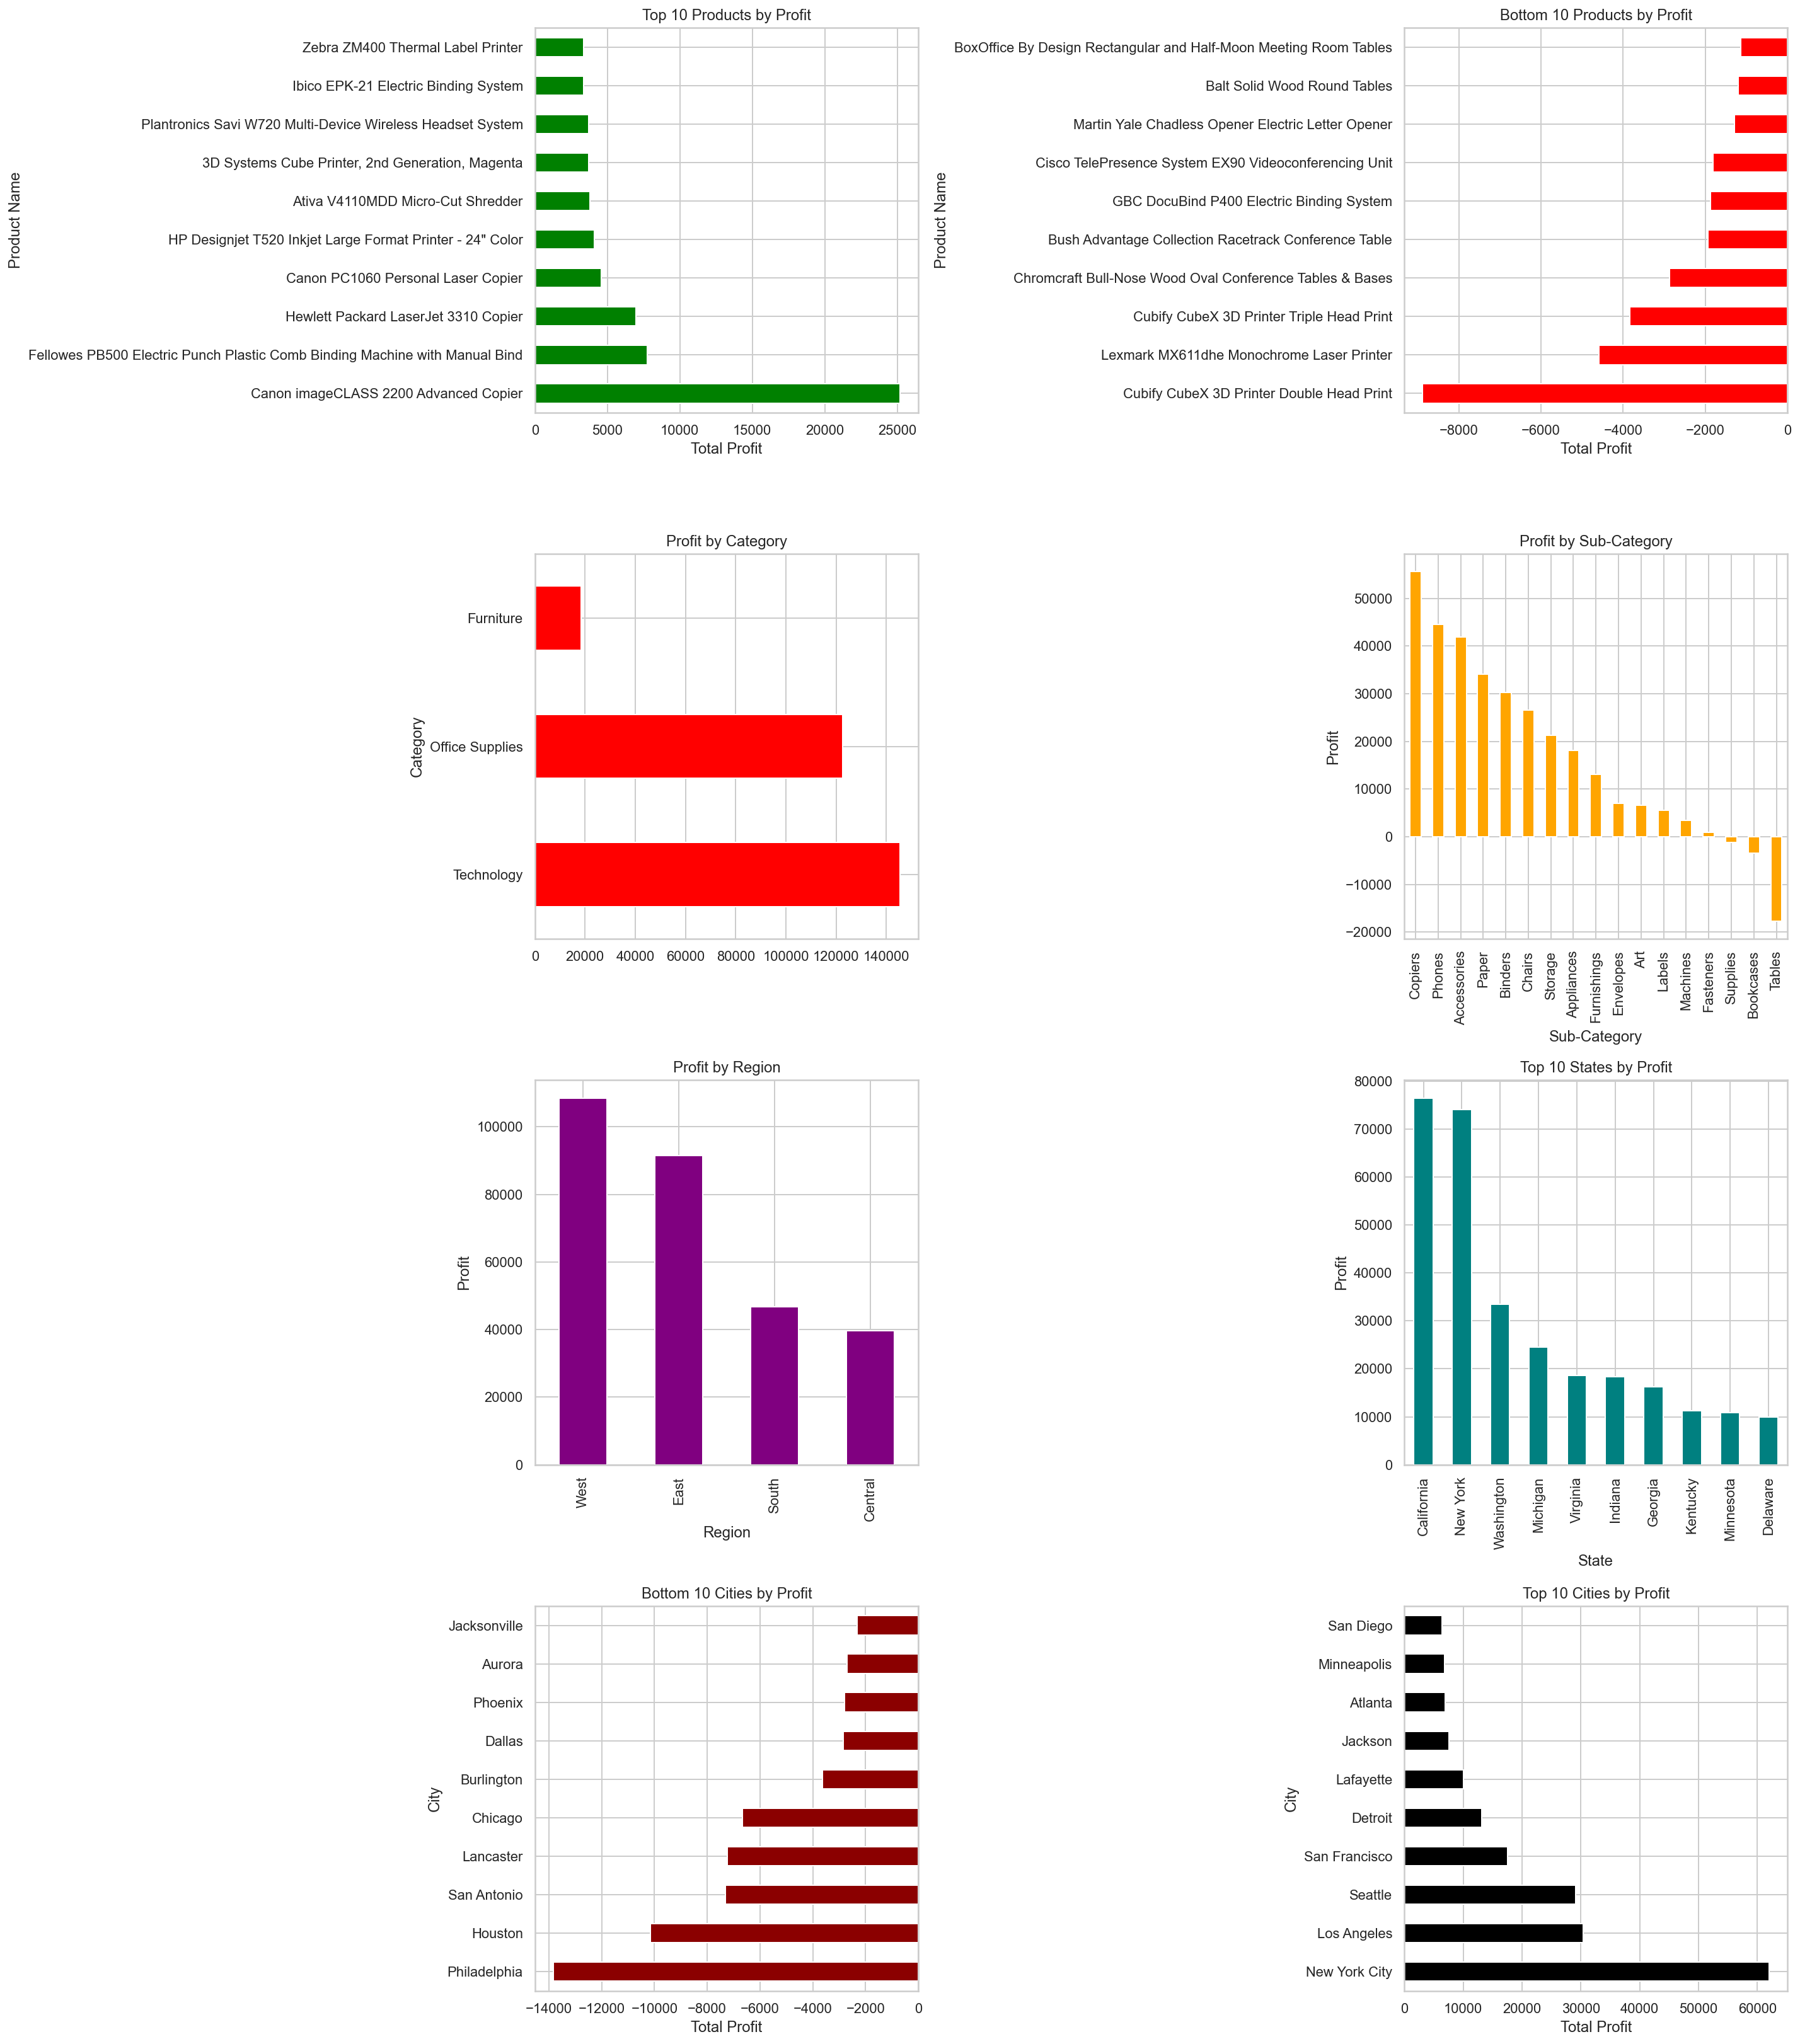 Top 10 Products by Profit
Product Name
Zebra ZM400 Thermal Label Printer
Ibico EPK-21 Electric Binding System
Plantronics Savi W720 Multi-Device Wireless Headset System
3D Systems Cube Printer, 2nd Generation, Magenta
Ativa V4110MDD Micro-Cut Shredder
HP Designjet T520 Inkjet Large Format Printer - 24" Color
Canon PC1060 Personal Laser Copier
Hewlett Packard LaserJet 3310 Copier
Fellowes PB500 Electric Punch Plastic Comb Binding Machine with Manual Bind
Canon imageCLASS 2200 Advanced Copier
0 5000 10000 15000 20000 25000
Total Profit
Bottom 10 Products by Profit
Product Name
BoxOffice By Design Rectangular and Half-Moon Meeting Room Tables
Balt Solid Wood Round Tables
Martin Yale Chadless Opener Electric Letter Opener
Cisco TelePresence System EX90 Videoconferencing Unit
GBC DocuBind P400 Electric Binding System
Bush Advantage Collection Racetrack Conference Table
Chromcraft Bull-Nose Wood Oval Conference Tables & Bases
Cubify CubeX 3D Printer Triple Head Print
Lexmark MX611dhe Monochrome Laser Printer
Cubify CubeX 3D Printer Double Head Print
−8000 −6000 −4000 −2000 0
Total Profit
Profit by Category
Category
Furniture
Office Supplies
Technology
0 20000 40000 60000 80000 100000 120000 140000
Profit by Sub-Category
Profit
50000
40000
30000
20000
10000
0
−10000
−20000
Copiers
Phones
Accessories
Paper
Binders
Chairs
Storage
Appliances
Furnishings
Envelopes
Art
Labels
Machines
Fasteners
Supplies
Bookcases
Tables
Sub-Category
Profit by Region
Profit
100000
80000
60000
40000
20000
0
West
East
South
Central
Region
Top 10 States by Profit
Profit
80000
70000
60000
50000
40000
30000
20000
10000
0
California
New York
Washington
Michigan
Virginia
Indiana
Georgia
Kentucky
Minnesota
Delaware
State
Bottom 10 Cities by Profit
City
Jacksonville
Aurora
Phoenix
Dallas
Burlington
Chicago
Lancaster
San Antonio
Houston
Philadelphia
−14000 −12000 −10000 −8000 −6000 −4000 −2000 0
Total Profit
Top 10 Cities by Profit
City
San Diego
Minneapolis
Atlanta
Jackson
Lafayette
Detroit
San Francisco
Seattle
Los Angeles
New York City
0 10000 20000 30000 40000 50000 60000
Total Profit